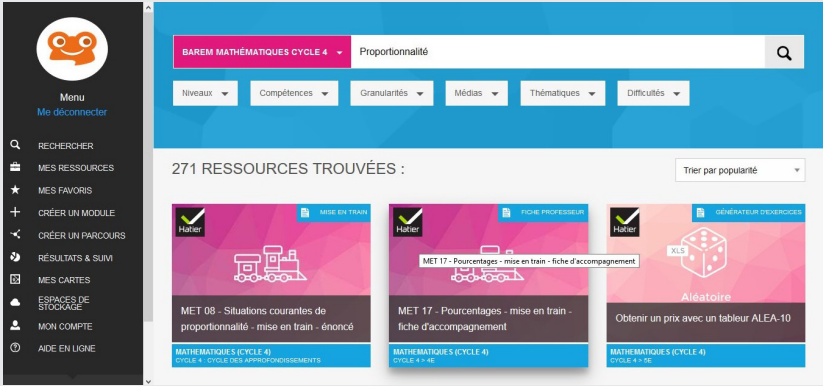 Menu
Me déconnecter
RECHERCHER
MES RESSOURCES
MES FAVORIS
CRÉER UN MODULE
CRÉER UN PARCOURS
RÉSULTATS & SUIVI
MES CARTES
ESPACES DE
STOCKAGE
MON COMPTE
AIDE EN LIGNE
BAREM MATHÉMATIQUES CYCLE 4 Proportionnalité
Niveaux Compétences Granularités Médias Thématiques Difficultés
271 RESSOURCES TROUVÉES :
Trier par popularité
Hatier
MISE EN TRAIN
MET 08 - Situations courantes de
proportionnalité - mise en train - énoncé
MATHEMATIQUES (CYCLE 4)
CYCLE 4 : CYCLE DES APPROFONDISSEMENTS
Hatier
FICHE PROFESSEUR
MET 17 - Pourcentages - mise en train - fiche d'accompagnement
MET 17 - Pourcentages - mise en train -
fiche d'accompagnement
MATHEMATIQUES (CYCLE 4)
CYCLE 4 > 4E
Hatier
GÉNÉRATEUR D'EXERCICES
XLS
Aléatoire
Obtenir un prix avec un tableur ALEA-10
MATHEMATIQUES (CYCLE 4)
CYCLE 4 > 5E